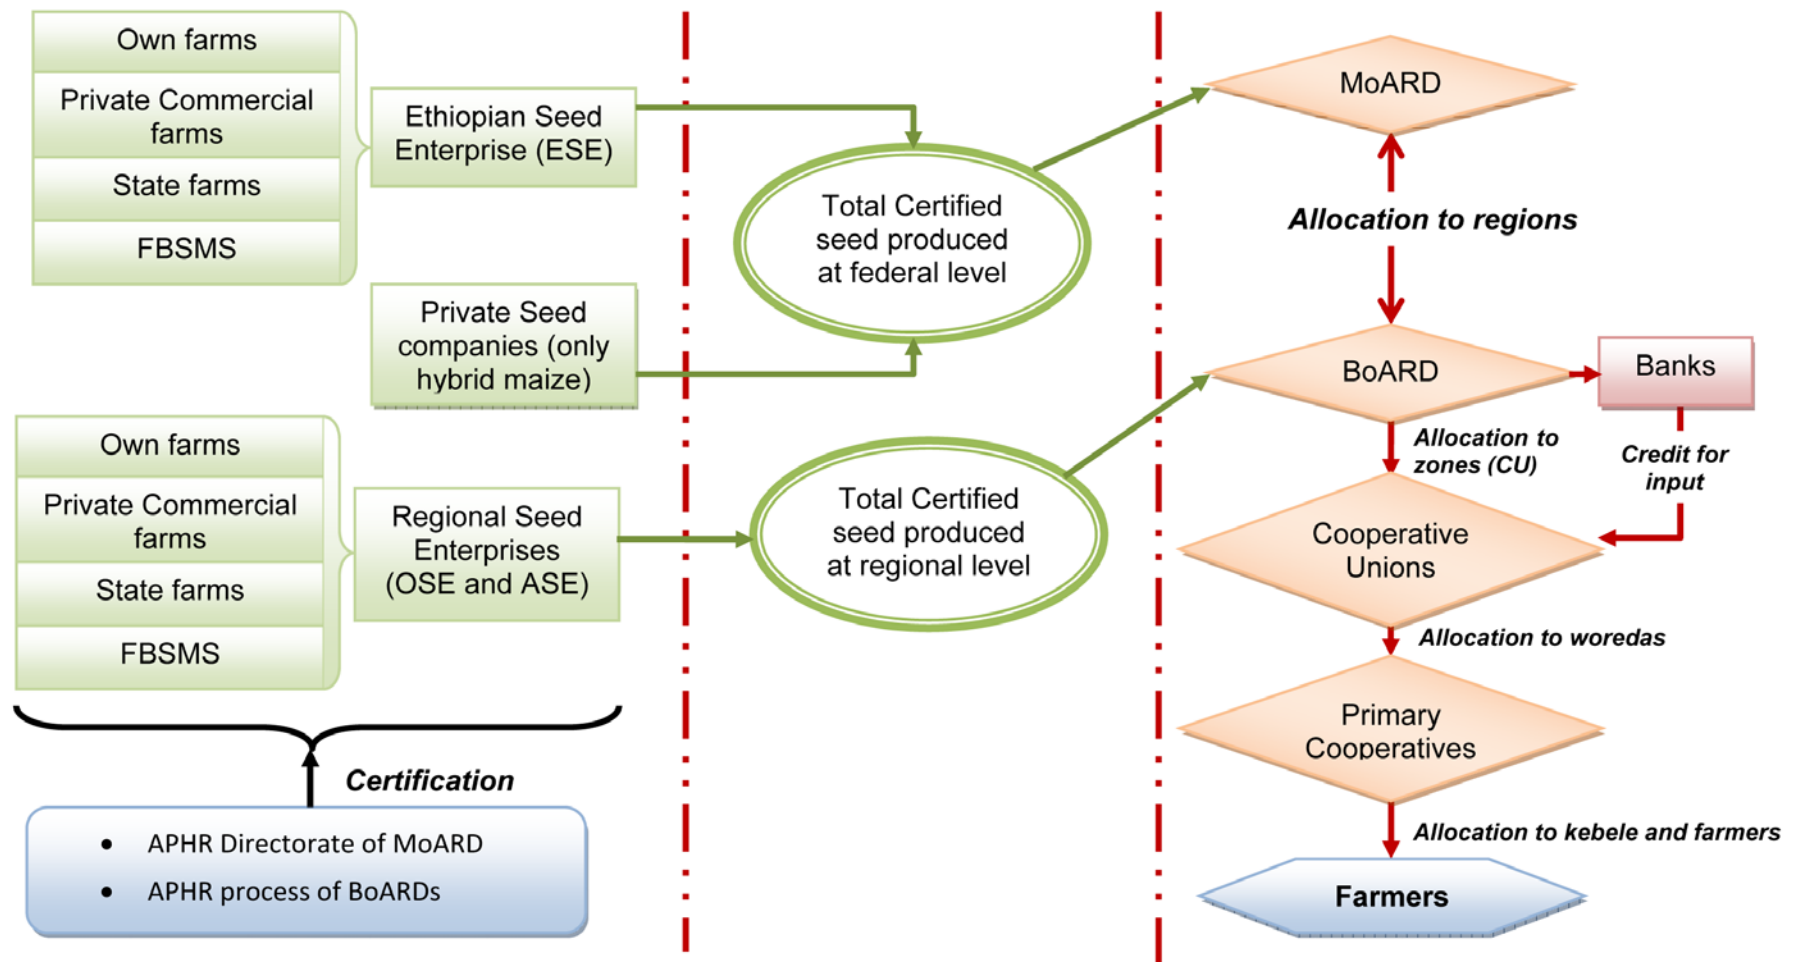 Own farms
Private Commercial
farms
State farms
FBSMS
Ethiopian Seed
Enterprise (ESE)
Private Seed
companies (only
hybrid maize)
Own farms
Private Commercial
farms
State farms
FBSMS
Regional Seed
Enterprises
(OSE and ASE)
Certification
• APHR Directorate of MoARD
• APHR process of BoARDs
Total Certified
seed produced
at federal level
Total Certified
seed produced
at regional level
MoARD
Allocation to regions
BoARD
Banks
Allocation to
zones (CU)
Credit for
input
Cooperative
Unions
Allocation to woredas
Primary
Cooperatives
Allocation to kebele and farmers
Farmers